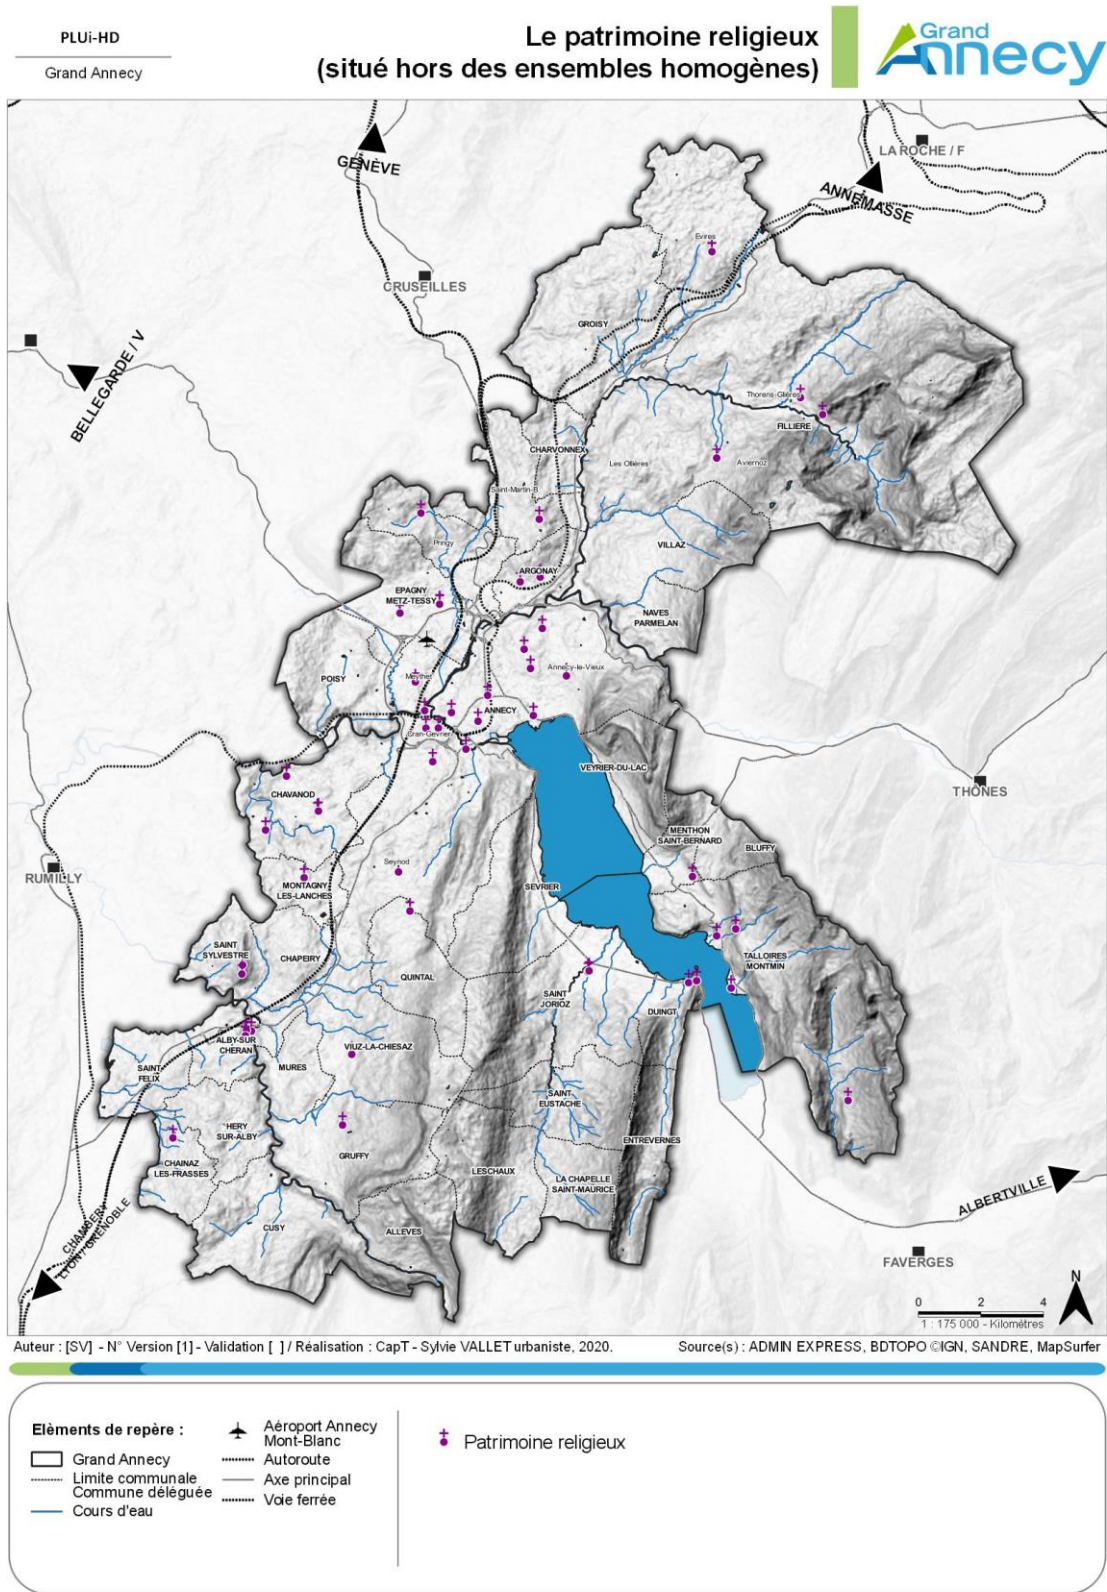 PLUi-HD
Grand Annecy
Le patrimoine religieux
(situé hors des ensembles homogènes)
Grand
Annecy
LA ROCHE / F
GENÈVE
ANNEMASSE
Evires
CRUSEILLES
GROISY
BELLEGARDE / V
Thorens-Glières
FILLIERE
CHARVONNEX
Les Ollières
Aviernoz
Saint-Martin-B
Pringy
VILLAZ
ARGONAY
EPAGNY
METZ-TESSY
NAVES
PARMELAN
Annecy-le-Vieux
POISY
Meythet
ANNECY
Cran-Gevrier
VEYRIER-DU-LAC
CHAVANOD
THÔNES
MENTHON
SAINT-BERNARD
BLUFFY
RUMILLY
Seynod
MONTAGNY
LES-LANCHES
SEVRIER
SAINT
SYLVESTRE
CHAPEIRY
TALLOIRES
MONTMIN
QUINTAL
SAINT
JORIOZ
DUINGT
ALBY-SUR
CHERAN
VIUZ-LA-CHIESAZ
MURES
SAINT
FELIX
SAINT
EUSTACHE
HERY
SUR-ALBY
ENTREVERNES
GRUFFY
CHAINAZ
LES-FRASSES
LESCHAUX
LA CHAPELLE
SAINT-MAURICE
ALBERTVILLE
CUSY
ALLEVES
CHAMBERY
LYON / GRENOBLE
FAVERGES
N
0 2 4
1 : 175 000 - Kilomètres
Auteur : [SV] - N° Version [1] - Validation [ ] / Réalisation : CapT - Sylvie VALLET urbaniste, 2020.
Source(s) : ADMIN EXPRESS, BDTOPO ©IGN, SANDRE, MapSurfer
Elèments de repère :
Grand Annecy
Limite communale
Commune déléguée
Cours d'eau
Aéroport Annecy
Mont-Blanc
Autoroute
Axe principal
Voie ferrée
Patrimoine religieux